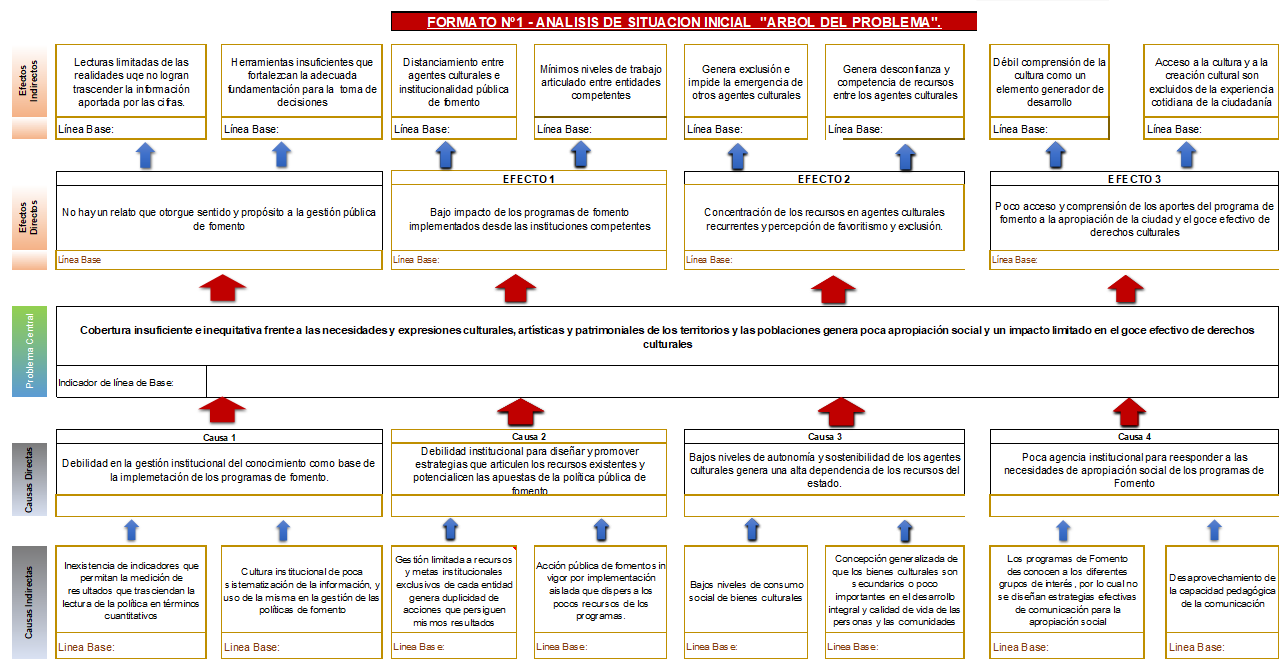 FORMATO Nº1 - ANALISIS DE SITUACION INICIAL "ARBOL DEL PROBLEMA".
Efectos
Indirectos
Lecturas limitadas de las
realidades uqe no logran
trascender la información
aportada por las cifras.
Línea Base:
Herramientas insuficientes que
fortalezcan la adecuada
fundamentación para la toma de
decisiones
Línea Base:
Distanciamiento entre
agentes culturales e
institucionalidad pública
de fomento
Línea Base:
Mínimos niveles de trabajo
articulado entre entidades
competentes
Línea Base:
Genera exclusión e
impide la emergencia de
otros agentes culturales
Línea Base:
Genera desconfianza y
competencia de recursos
entre los agentes culturales
Línea Base:
Débil comprensión de la
cultura como un
elemento generador de
desarrollo
Línea Base:
Acceso a la cultura y a la
creación cultural son
excluidos de la experiencia
cotidiana de la ciudadanía
Línea Base:
Efectos
Directos
No hay un relato que otorgue sentido y propósito a la gestión pública
de fomento
Línea Base
EFECTO 1
Bajo impacto de los programas de fomento
implementados desde las instituciones competentes
Línea Base:
EFECTO 2
Concentración de los recursos en agentes culturales
recurrentes y percepción de favoritismo y exclusión.
Línea Base:
EFECTO 3
Poco acceso y comprensión de los aportes del programa de
fomento a la apropiación de la ciudad y el goce efectivo de
derechos culturales
Línea Base:
Problema Central
Cobertura insuficiente e inequitativa frente a las necesidades y expresiones culturales, artísticas y patrimoniales de los territorios y las poblaciones genera poca apropiación social y un impacto limitado en el goce efectivo de derechos
culturales
Indicador de línea de Base:
Causas Directas
Causa 1
Debilidad en la gestión institucional del conocimiento como base de
la implemetación de los programas de fomento.
Causa 2
Debilidad institucional para diseñar y promover
estrategias que articulen los recursos existentes y
potencialicen las apuestas de la política pública de
fomento
Causa 3
Bajos niveles de autonomía y sostenibilidad de los agentes
culturales genera una alta dependencia de los recursos del
estado.
Causa 4
Poca agencia institucional para reesponder a las
necesidades de apropiación social de los programas de
Fomento
Causas Indirectas
Inexistencia de indicadores que
permitan la medición de
resultados que trasciendan la
lectura de la política en términos
cuantitativos
Linea Base:
Cultura institucional de poca
sistematización de la información, y
uso de la misma en la gestión de las
políticas de fomento
Linea Base:
Gestión limitada a recursos
y metas institucionales
exclusivos de cada entidad
genera duplicidad de
acciones que persiguen
mismos resultados
Linea Base:
Acción pública de fomentos in
vigor por implementación
aislada que dispersa los
pocos recursos de los
programas.
Linea Base:
Bajos niveles de consumo
social de bienes culturales
Linea Base:
Concepción generalizada de
que los bienes culturales son
secundarios o poco
importantes en el desarrollo
integral y calidad de vida de las
personas y las comunidades
Linea Base:
Los programas de Fomento
desconocen a los diferentes
grupos de interés, por lo cual no
se diseñan estrategias efectivas
de comunicación para la
apropiación social
Linea Base:
Desaprovechamiento de
la capacidad pedagógica
de la comunicación
Linea Base: